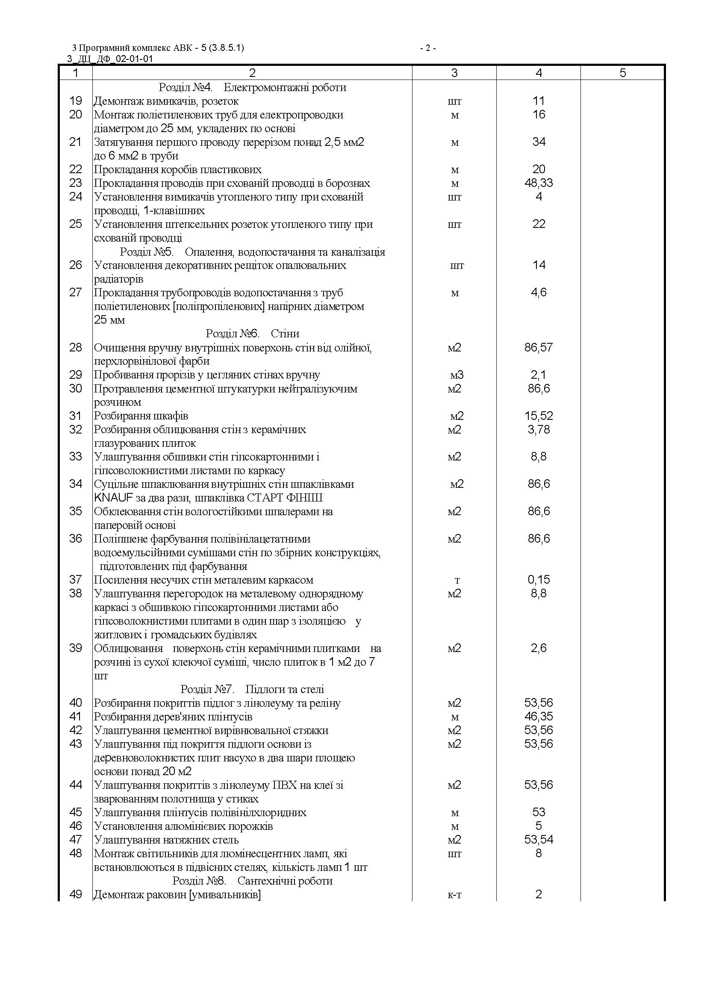 3 Програмний комплекс АВК - 5 (3.8.5.1) - 2 -
3_ДЦ_ДФ_02-01-01
1 2 3 4 5
Розділ №4. Електромонтажні роботи
19 Демонтаж вимикачів, розеток шт 11
20 Монтаж поліетиленових труб для електропроводки м 16
діаметром до 25 мм, укладених по основі
21 Затягування першого проводу перерізом понад 2,5 мм2 м 34
до 6 мм2 в труби
22 Прокладання коробів пластикових м 20
23 Прокладання проводів при схованій проводці в борознах м 48,33
24 Установлення вимикачів утопленого типу при схованій шт 4
проводці, 1-клавішних
25 Установлення штепсельних розеток утопленого типу при шт 22
схованій проводці
Розділ №5. Опалення, водопостачання та каналізація
26 Установлення декоративних рещіток опалювальних шт 14
радіаторів
27 Прокладання трубопроводів водопостачання з труб м 4,6
поліетиленових [поліпропіленових] напірних діаметром
25 мм
Розділ №6. Стіни
28 Очищення вручну внутрішніх поверхонь стін від олійної, м2 86,57
перхлорвінілової фарби
29 Пробивання прорізів у цегляних стінах вручну м3 2,1
30 Протравлення цементної штукатурки нейтралізуючим м2 86,6
розчином
31 Розбирання шкафів м2 15,52
32 Розбирання облицювання стін з керамічних м2 3,78
глазурованих плиток
33 Улаштування обшивки стін гіпсокартонними і м2 8,8
гіпсоволокнистими листами по каркасу
34 Суцільне шпаклювання внутрішніх стін шпаклівками м2 86,6
KNAUF за два рази, шпаклівка СТАРТ ФІНІШ
35 Обклеювання стін вологостійкими шпалерами на м2 86,6
паперовій основі
36 Поліпшене фарбування полівінілацетатними м2 86,6
водоемульсійними сумішами стін по збірних конструкціях,
підготовлених під фарбування
37 Посилення несучих стін металевим каркасом т 0,15
38 Улаштування перегородок на металевому однорядному м2 8,8
каркасі з обшивкою гіпсокартонними листами або
гіпсоволокнистими плитами в один шар з ізоляцією у
житлових і громадських будівлях
39 Облицювання поверхонь стін керамічними плитками на м2 2,6
розчині із сухої клеючої суміші, число плиток в 1 м2 до 7
шт
Розділ №7. Підлоги та стелі
40 Розбирання покриттів підлог з лінолеуму та реліну м2 53,56
41 Розбирання дерев'яних плінтусів м 46,35
42 Улаштування цементної вирівнювальної стяжки м2 53,56
43 Улаштування під покриття підлоги основи із м2 53,56
деревноволокнистих плит насухо в два шари площею
основи понад 20 м2
44 Улаштування покриттів з лінолеуму ПВХ на клеї зі м2 53,56
зварюванням полотнища у стиках
45 Улаштування плінтусів полівінілхлоридних м 53
46 Установлення алюмінієвих порожків м 5
47 Улаштування натяжних стель м2 53,54
48 Монтаж світильників для люмінесцентних ламп, які шт 8
встановлюються в підвісних стелях, кількість ламп 1 шт
Розділ №8. Сантехнічні роботи
49 Демонтаж раковин [умивальників] к-т 2